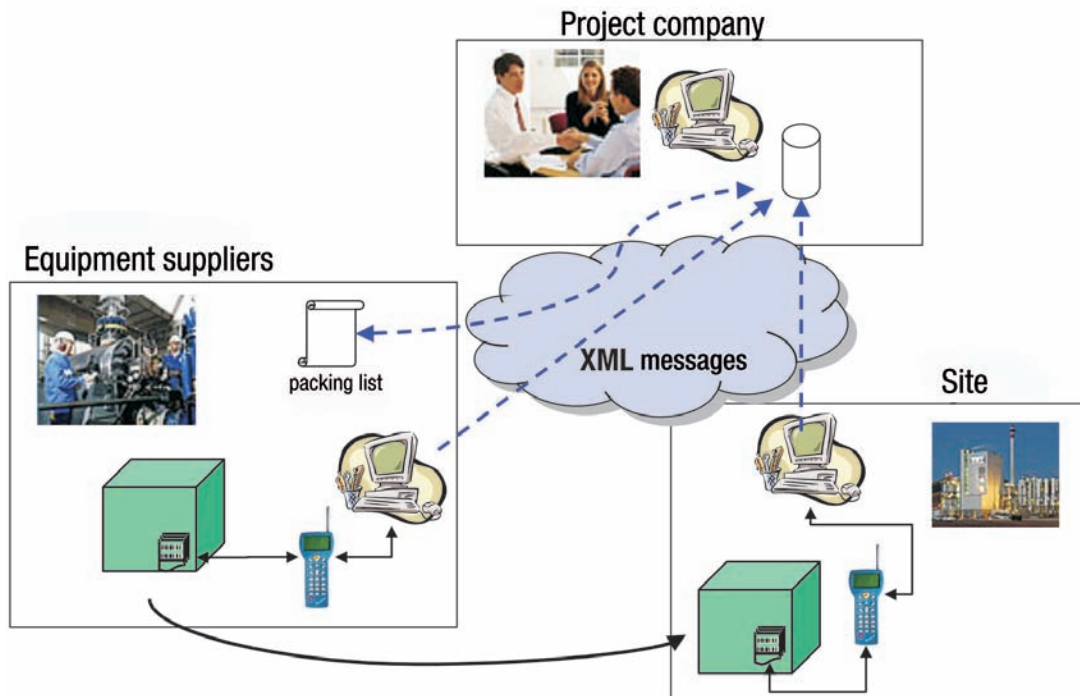 Project company
Equipment suppliers
packing list
XML messages
Site